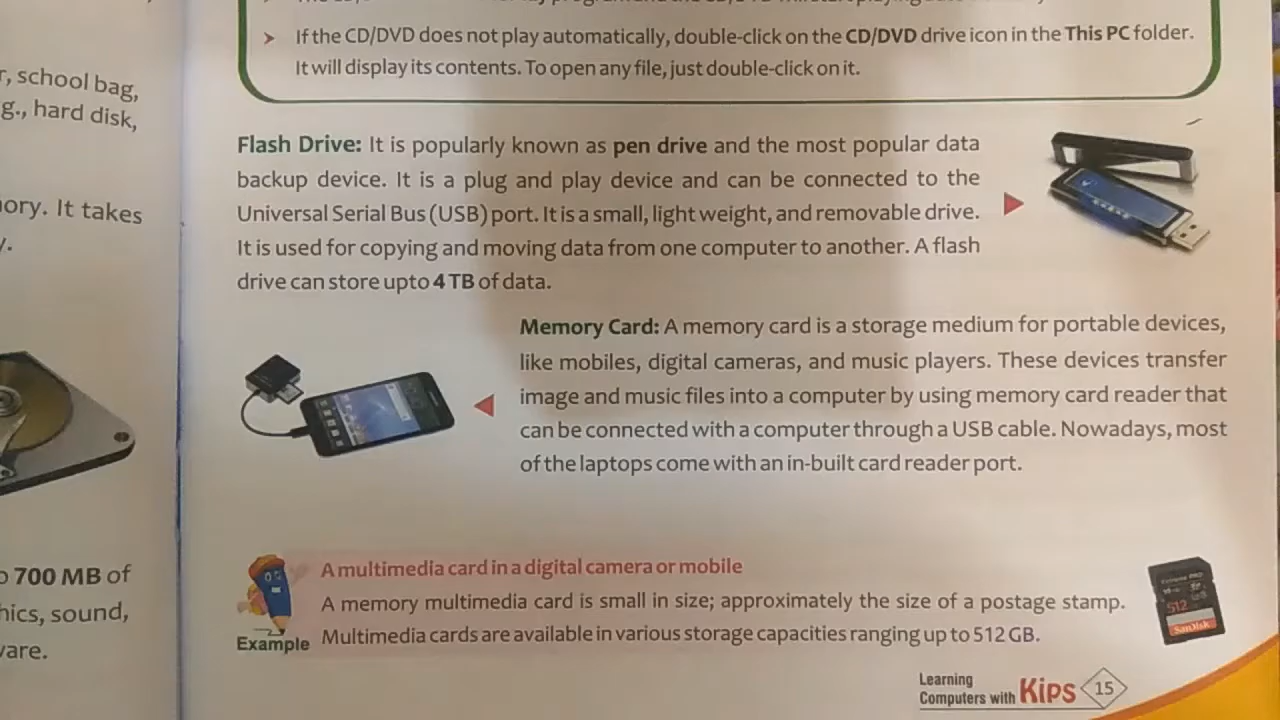 r, school bag,
g., hard disk,
ory. It takes
y.
o 700 MB of
hics, sound,
vare.
➤ If the CD/DVD does not play automatically, double-click on the CD/DVD drive icon in the This PC folder.
It will display its contents. To open any file, just double-click on it.
Flash Drive: It is popularly known as pen drive and the most popular data
backup device. It is a plug and play device and can be connected to the
Universal Serial Bus (USB) port. It is a small, light weight, and removable drive.
It is used for copying and moving data from one computer to another. A flash
drive can store upto 4 TB of data.
Memory Card: A memory card is a storage medium for portable devices,
like mobiles, digital cameras, and music players. These devices transfer
image and music files into a computer by using memory card reader that
can be connected with a computer through a USB cable. Nowadays, most
of the laptops come with an in-built card reader port.
A multimedia card in a digital camera or mobile
A memory multimedia card is small in size; approximately the size of a postage stamp.
Multimedia cards are available in various storage capacities ranging up to 512 GB.
Example
Extreme PRO
512
SanDisk
Learning
Computers with Kips 15